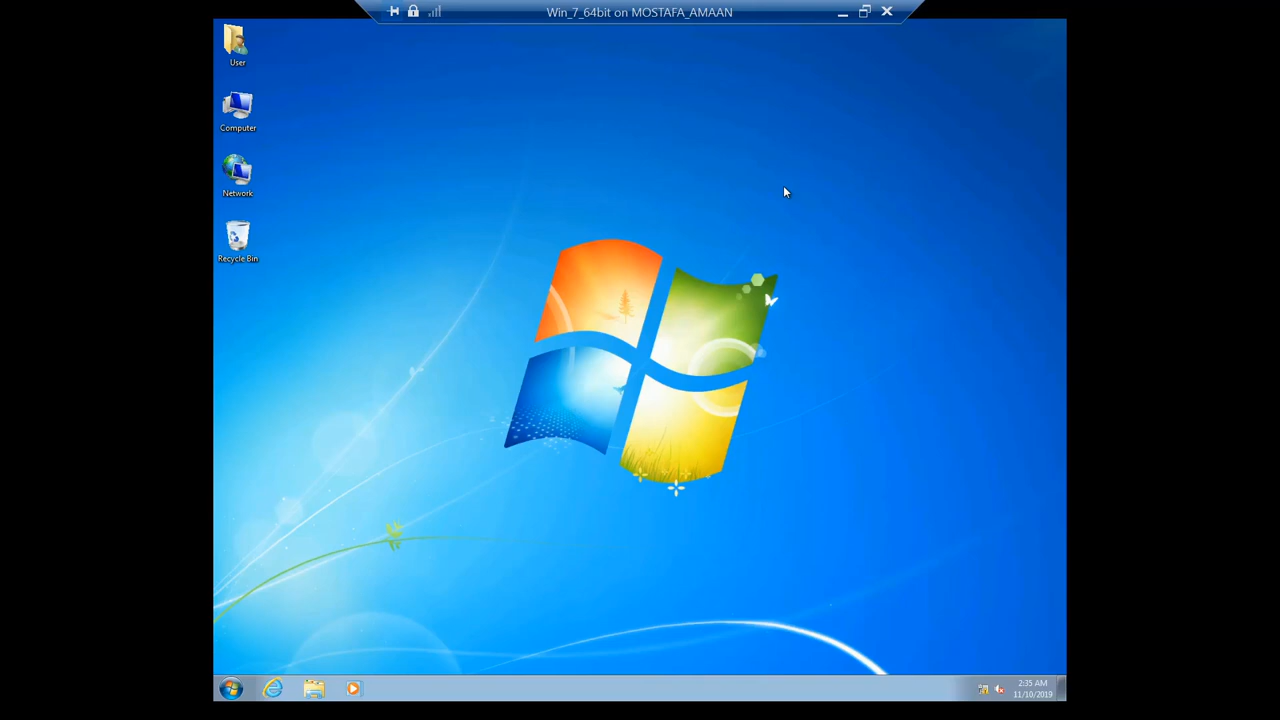 Win_7_64bit on MOSTAFA_AMAAN
User
Computer
Network
Recycle Bin
2:35 AM
11/10/2019